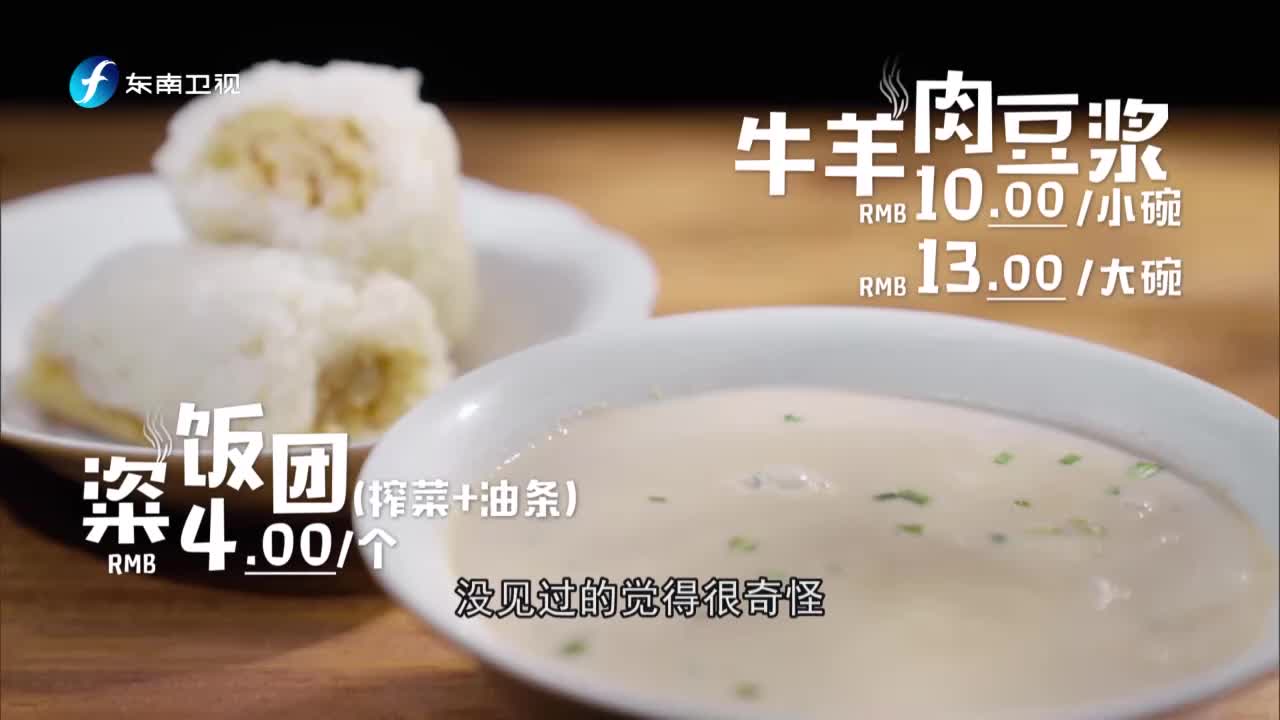 东南卫视
牛羊肉豆浆
RMB 10.00/小碗
RMB 13.00/大碗
粢饭团(搾菜+油条)
RMB 4.00/个
没见过的觉得很奇怪